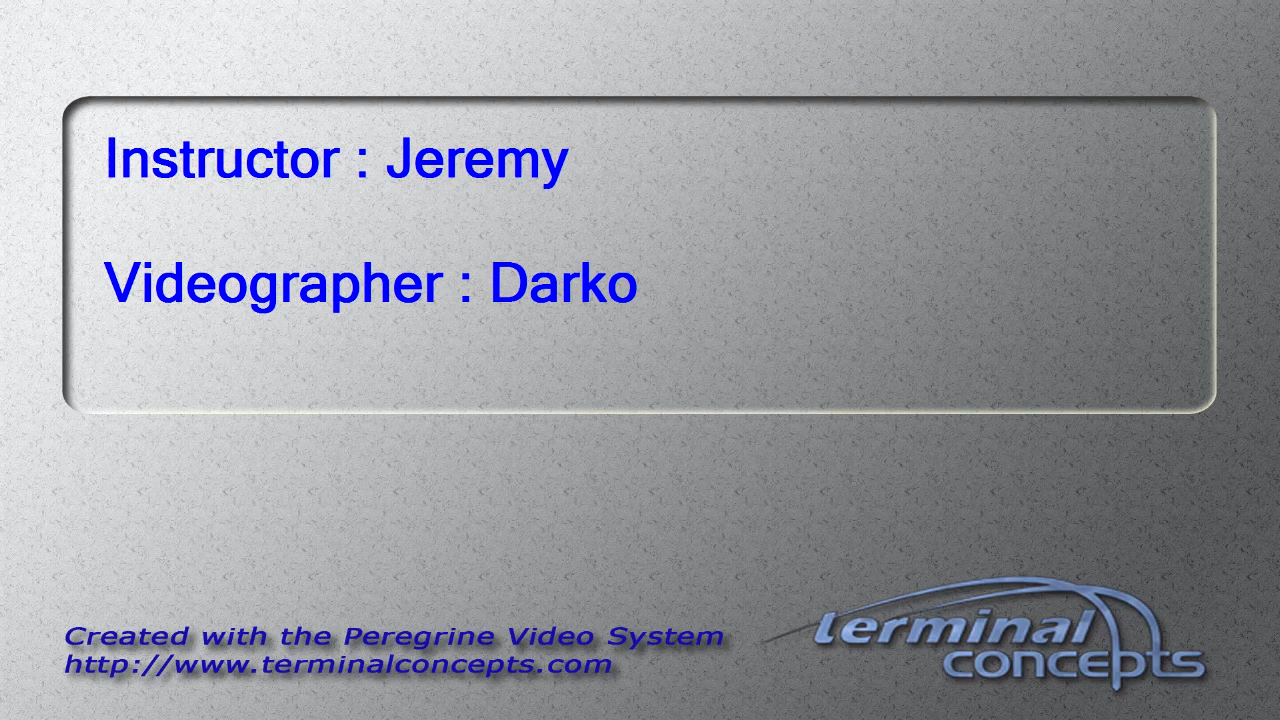 Instructor : Jeremy
Videographer : Darko
Created with the Peregrine Video System
http://www.terminalconcepts.com
terminal
concepts